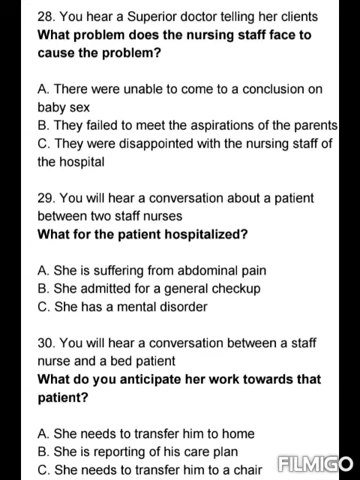 28. You hear a Superior doctor telling her clients
What problem does the nursing staff face to
cause the problem?
A. There were unable to come to a conclusion on
baby sex
B. They failed to meet the aspirations of the parents
C. They were disappointed with the nursing staff of
the hospital
29. You will hear a conversation about a patient
between two staff nurses
What for the patient hospitalized?
A. She is suffering from abdominal pain
B. She admitted for a general checkup
C. She has a mental disorder
30. You will hear a conversation between a staff
nurse and a bed patient
What do you anticipate her work towards that
patient?
A. She needs to transfer him to home
B. She is reporting of his care plan
C. She needs to transfer him to a chair
FILMIGO